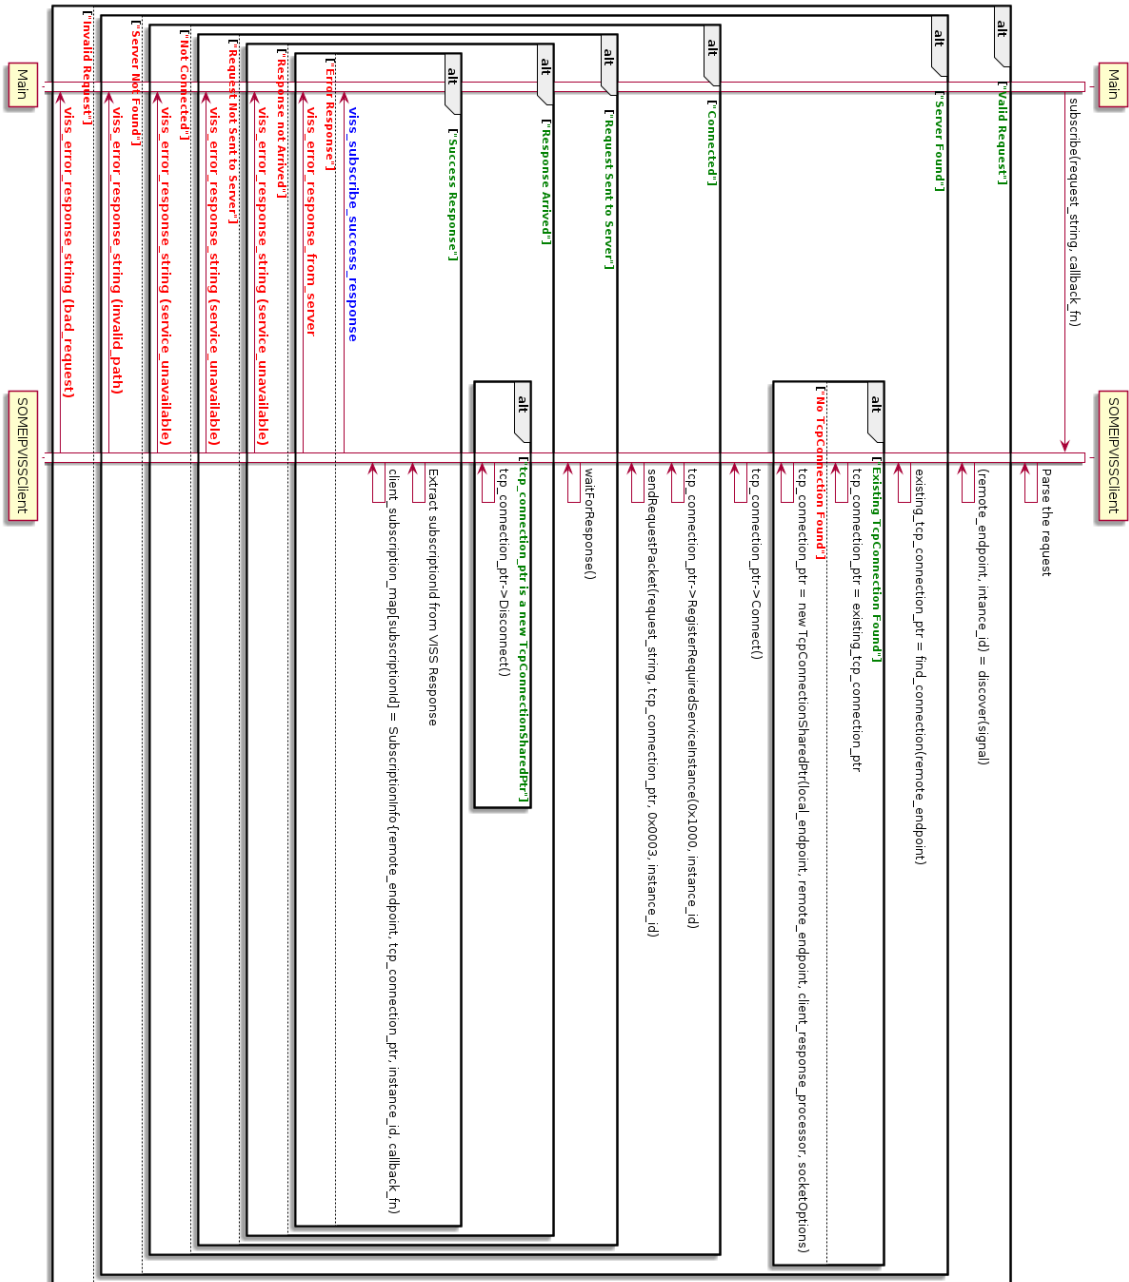 Main
SOMEIPVISSClient
subscribe(request_string, callback_fn)
alt
["Valid Request"]
Parse the request
(remote_endpoint, intance_id) = discover(signal)
alt
["Server Found"]
existing_tcp_connection_ptr = find_connection(remote_endpoint)
alt
["Existing TcpConnection Found"]
tcp_connection_ptr = existing_tcp_connection_ptr
["No TcpConnection Found"]
tcp_connection_ptr = new TcpConnectionSharedPtr(local_endpoint, remote_endpoint, client_response_processor, socketOptions)
tcp_connection_ptr->Connect()
alt
["Connected"]
tcp_connection_ptr->RegisterRequiredServiceInstance(0x1000, instance_id)
sendRequestPacket(request_string, tcp_connection_ptr, 0x0003, instance_id)
alt
["Request Sent to Server"]
waitForResponse()
alt
["Response Arrived"]
alt
["tcp_connection_ptr is a new TcpConnectionSharedPtr"]
tcp_connection_ptr->Disconnect()
alt
["Success Response"]
Extract subscriptionId from VISS Response
client_subscription_map[subscriptionId] = SubscriptionInfo{remote_endpoint, tcp_connection_ptr, instance_id, callback_fn)
viss_subscribe_success_response
["Error Response"]
viss_error_response_from_server
["Response not Arrived"]
viss_error_response_string (service_unavailable)
["Request Not Sent to Server"]
viss_error_response_string (service_unavailable)
["Not Connected"]
viss_error_response_string (service_unavailable)
["Server Not Found"]
viss_error_response_string (invalid_path)
["Invalid Request"]
viss_error_response_string (bad_request)
Main
SOMEIPVISSClient